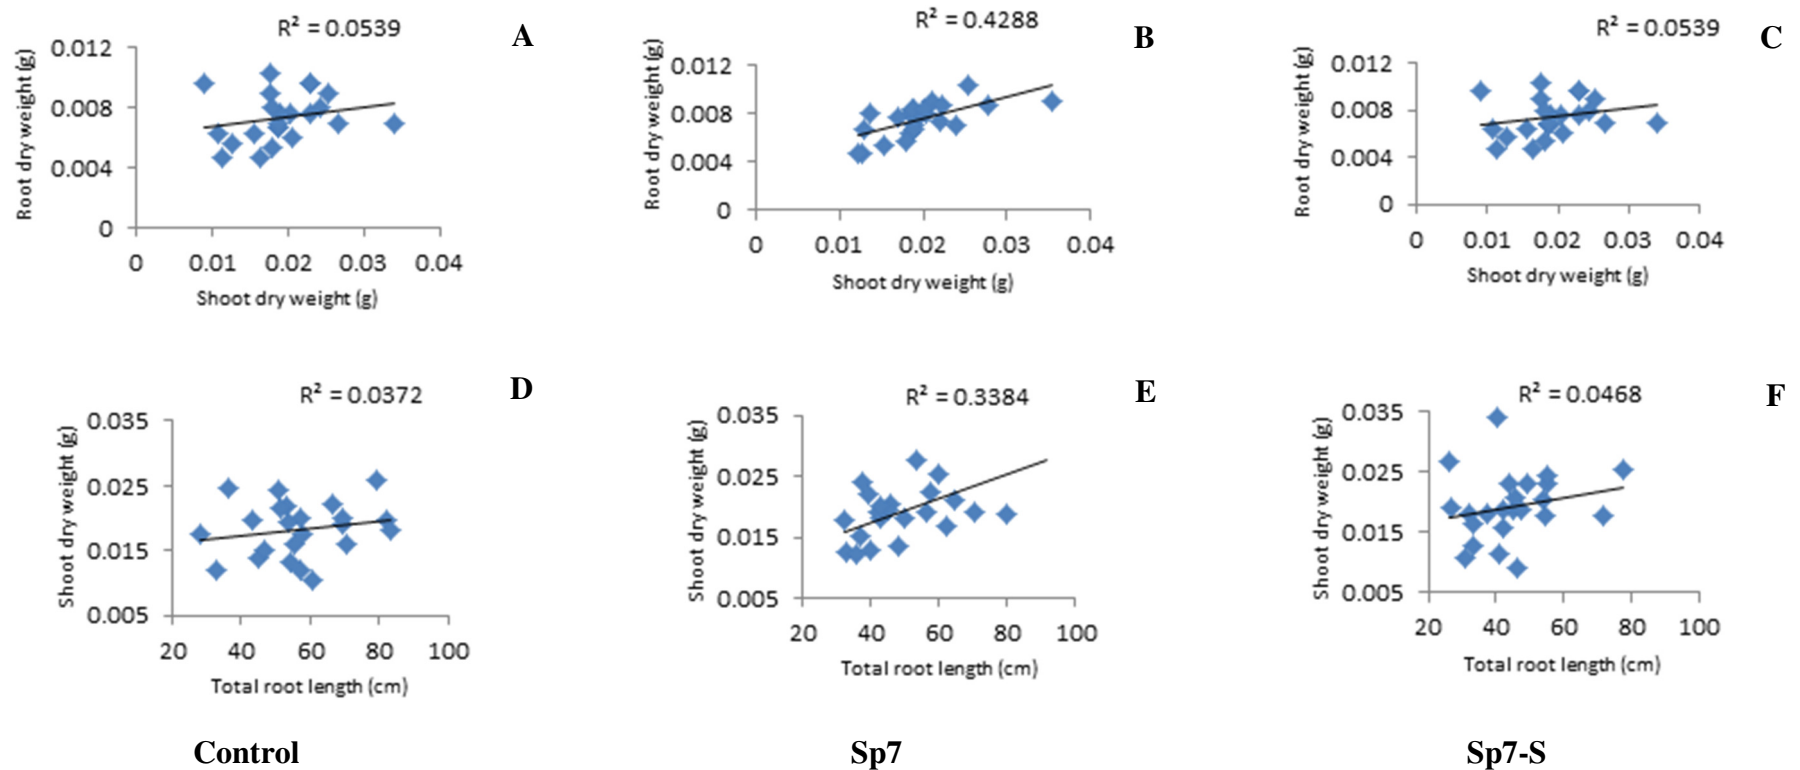 R² = 0.0539
A
Root dry weight (g)
0.012
0.008
0.004
0
0 0.01 0.02 0.03 0.04
Shoot dry weight (g)
R² = 0.4288
B
Root dry weight (g)
0.012
0.008
0.004
0
0 0.01 0.02 0.03 0.04
Shoot dry weight (g)
R² = 0.0539
C
Root dry weight (g)
0.012
0.008
0.004
0
0 0.01 0.02 0.03 0.04
Shoot dry weight (g)
R² = 0.0372
D
Shoot dry weight (g)
0.035
0.025
0.015
0.005
20 40 60 80 100
Total root length (cm)
R² = 0.3384
E
Shoot dry weight (g)
0.035
0.025
0.015
0.005
20 40 60 80 100
Total root length (cm)
R² = 0.0468
F
Shoot dry weight (g)
0.035
0.025
0.015
0.005
20 40 60 80 100
Total root length (cm)
Control
Sp7
Sp7-S